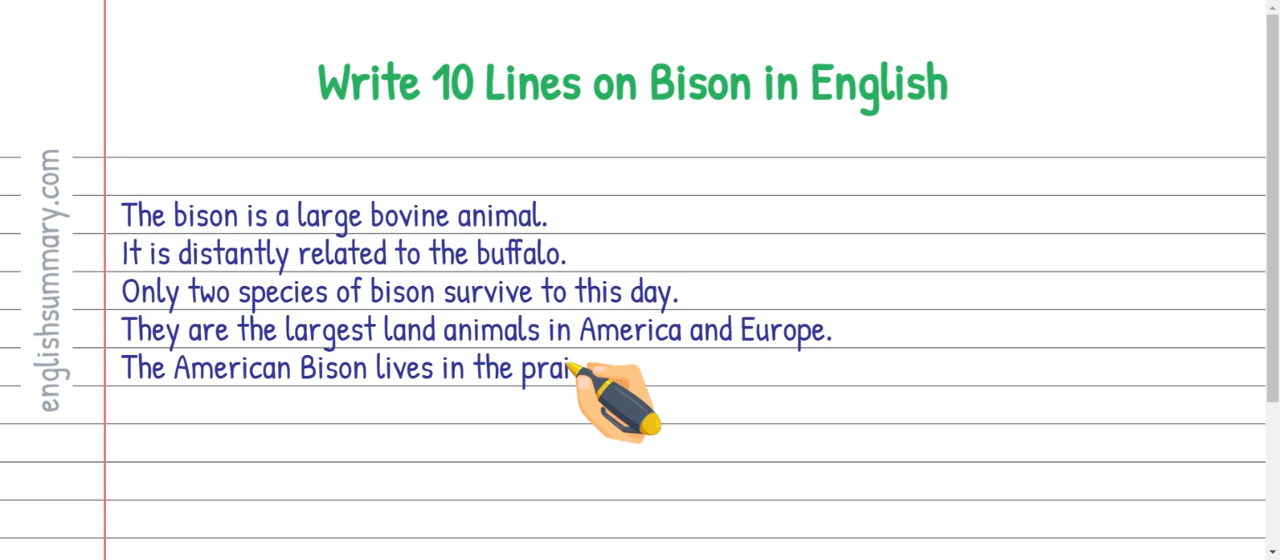 Write 10 Lines on Bison in English
englishsummary.com
The bison is a large bovine animal.
It is distantly related to the buffalo.
Only two species of bison survive to this day.
They are the largest land animals in America and Europe.
The American Bison lives in the prai